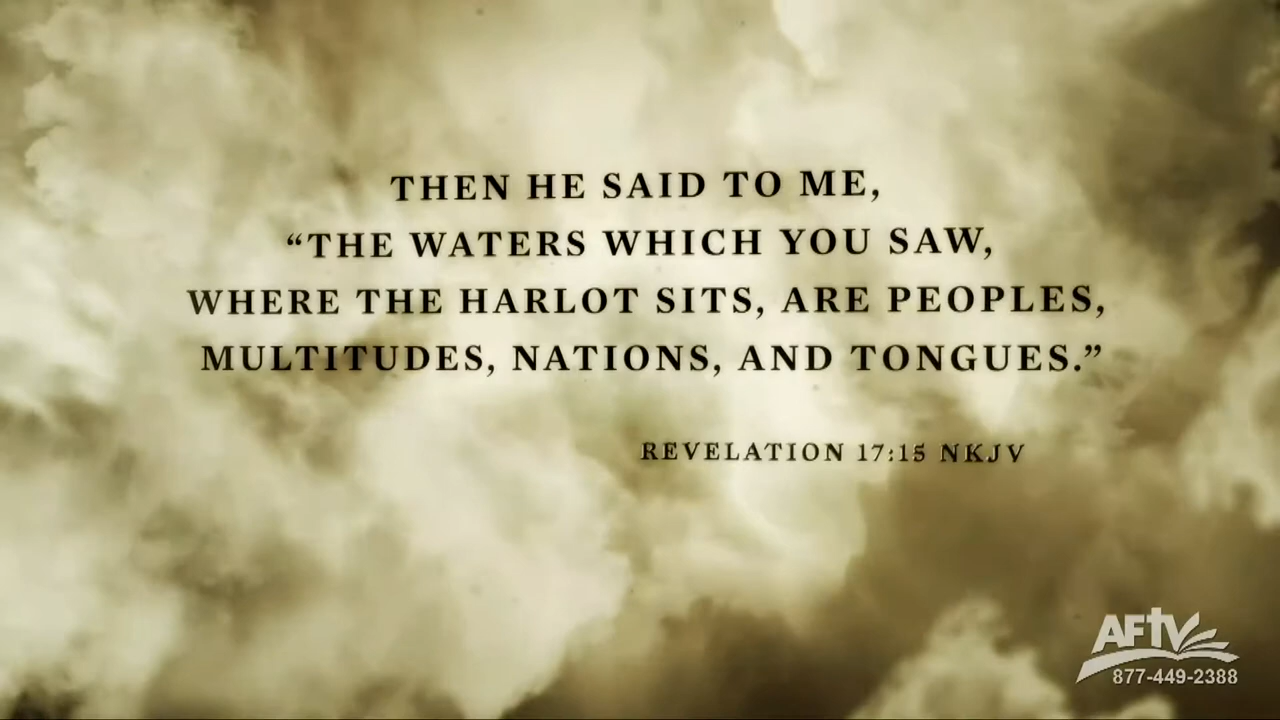 THEN HE SAID TO ME,
“THE WATERS WHICH YOU SAW,
WHERE THE HARLOT SITS, ARE PEOPLES,
MULTITUDES, NATIONS, AND TONGUES.”
REVELATION 17:15 NKJV
AFTV
877-449-2388